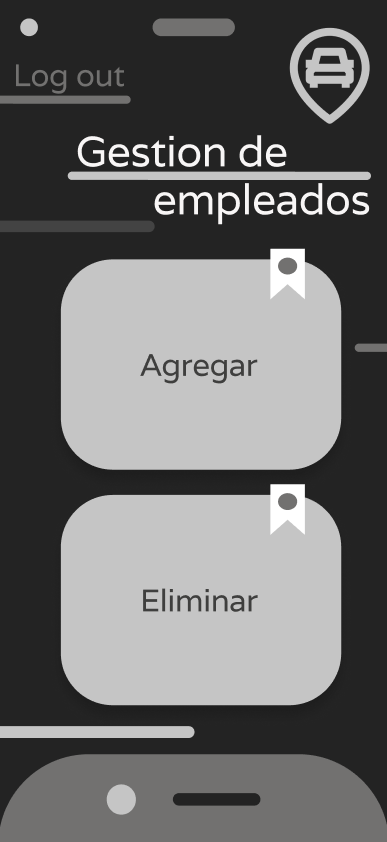 Log out
Gestion de
empleados
Agregar
Eliminar